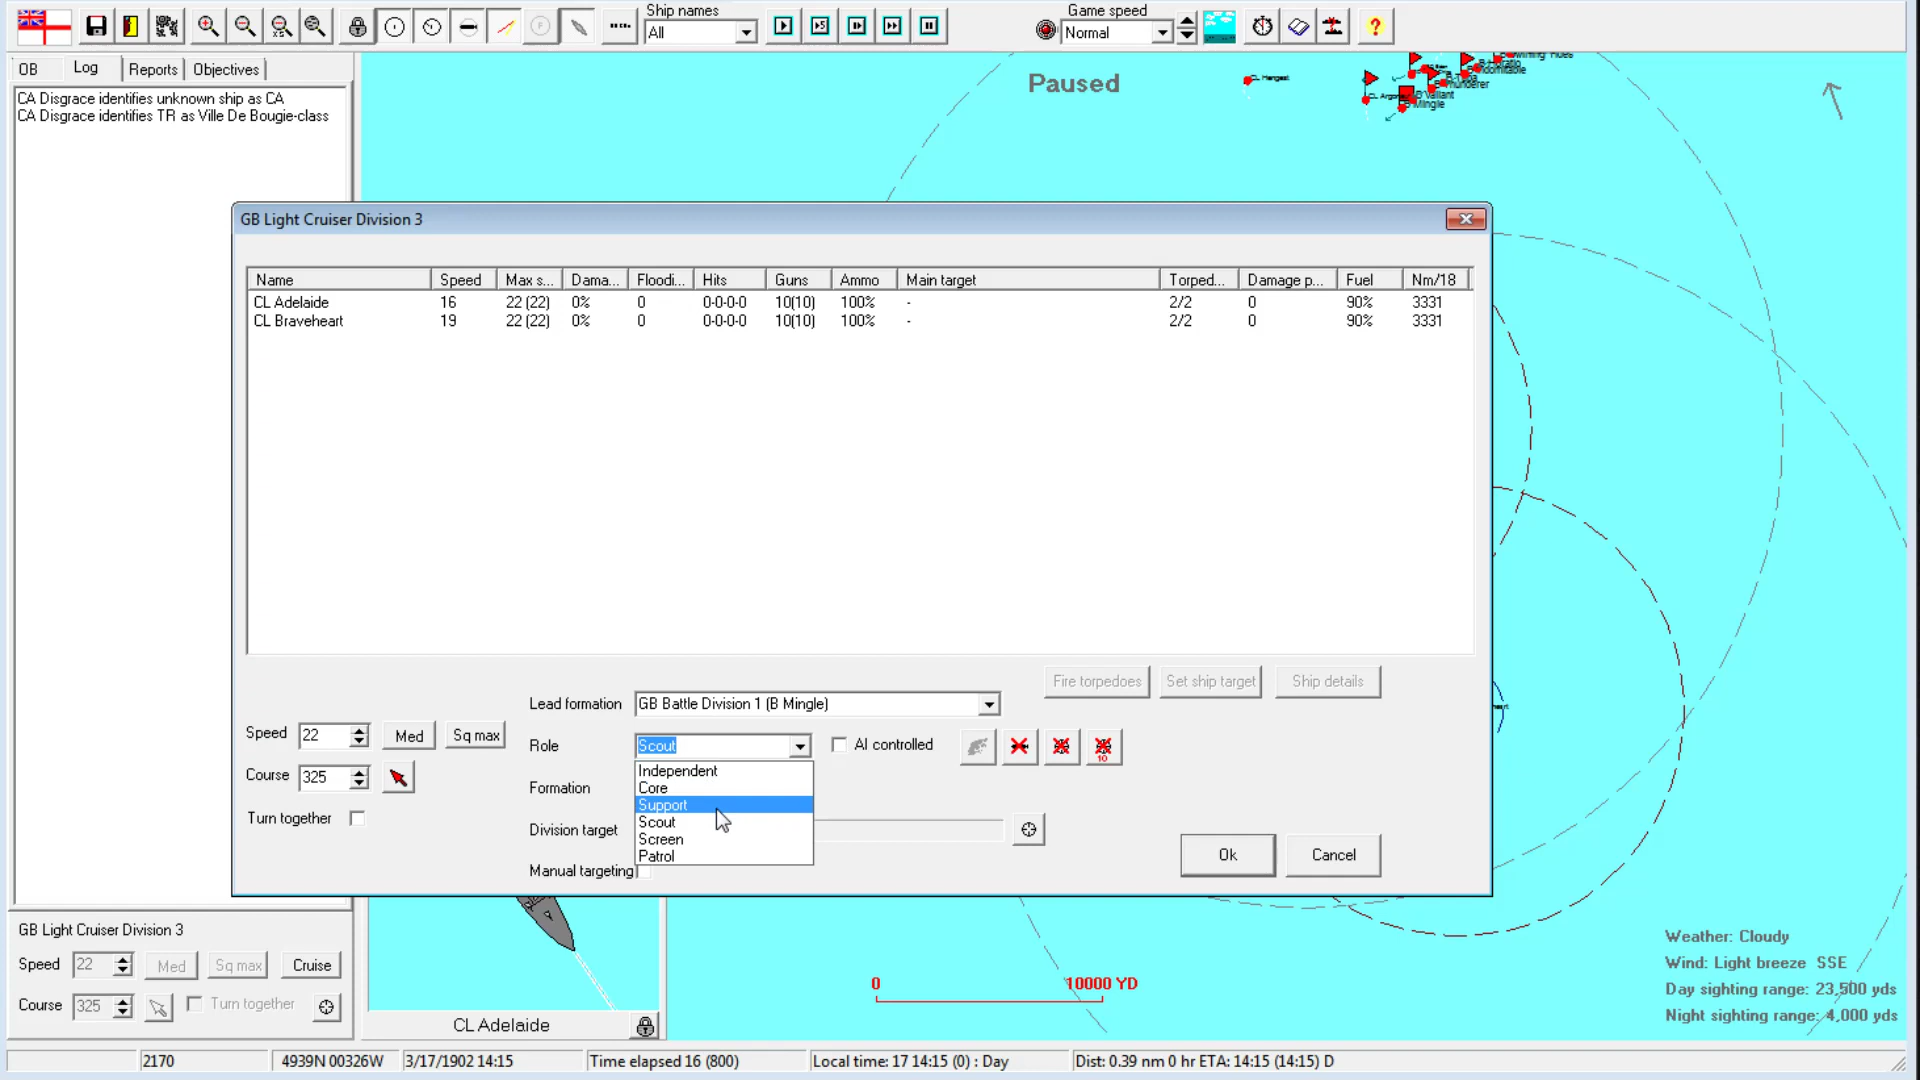 Ship names
All
Game speed
Normal
OB
Log
Reports
Objectives
CA Disgrace identifies unknown ship as CA
CA Disgrace identifies TR as Ville De Bougie-class
Paused
CL Hengest
B Mingle
GB Light Cruiser Division 3
Name Speed Max s... Dama... Floodi... Hits Guns Ammo Main target Torped... Damage p... Fuel Nm/18
CL Adelaide 16 22 (22) 0% 0 0-0-0-0 10(10) 100% - 2/2 0 90% 3331
CL Braveheart 19 22 (22) 0% 0 0-0-0-0 10(10) 100% - 2/2 0 90% 3331
Fire torpedoes
Set ship target
Ship details
Lead formation GB Battle Division 1 (B Mingle)
Speed 22 Med Sq max
Role Scout
AI controlled
10
Course 325
Independent
Core
Support
Scout
Screen
Patrol
Formation
Turn together
Division target
Manual targeting
Ok
Cancel
GB Light Cruiser Division 3
Speed 22 Med Sq max Cruise
Course 325 Turn together
CL Adelaide
0 10000 YD
Weather: Cloudy
Wind: Light breeze SSE
Day sighting range: 23,500 yds
Night sighting range: 4,000 yds
2170 4939N 00326W 3/17/1902 14:15 Time elapsed 16 (800) Local time: 17 14:15 (0) : Day Dist: 0.39 nm 0 hr ETA: 14:15 (14:15) D